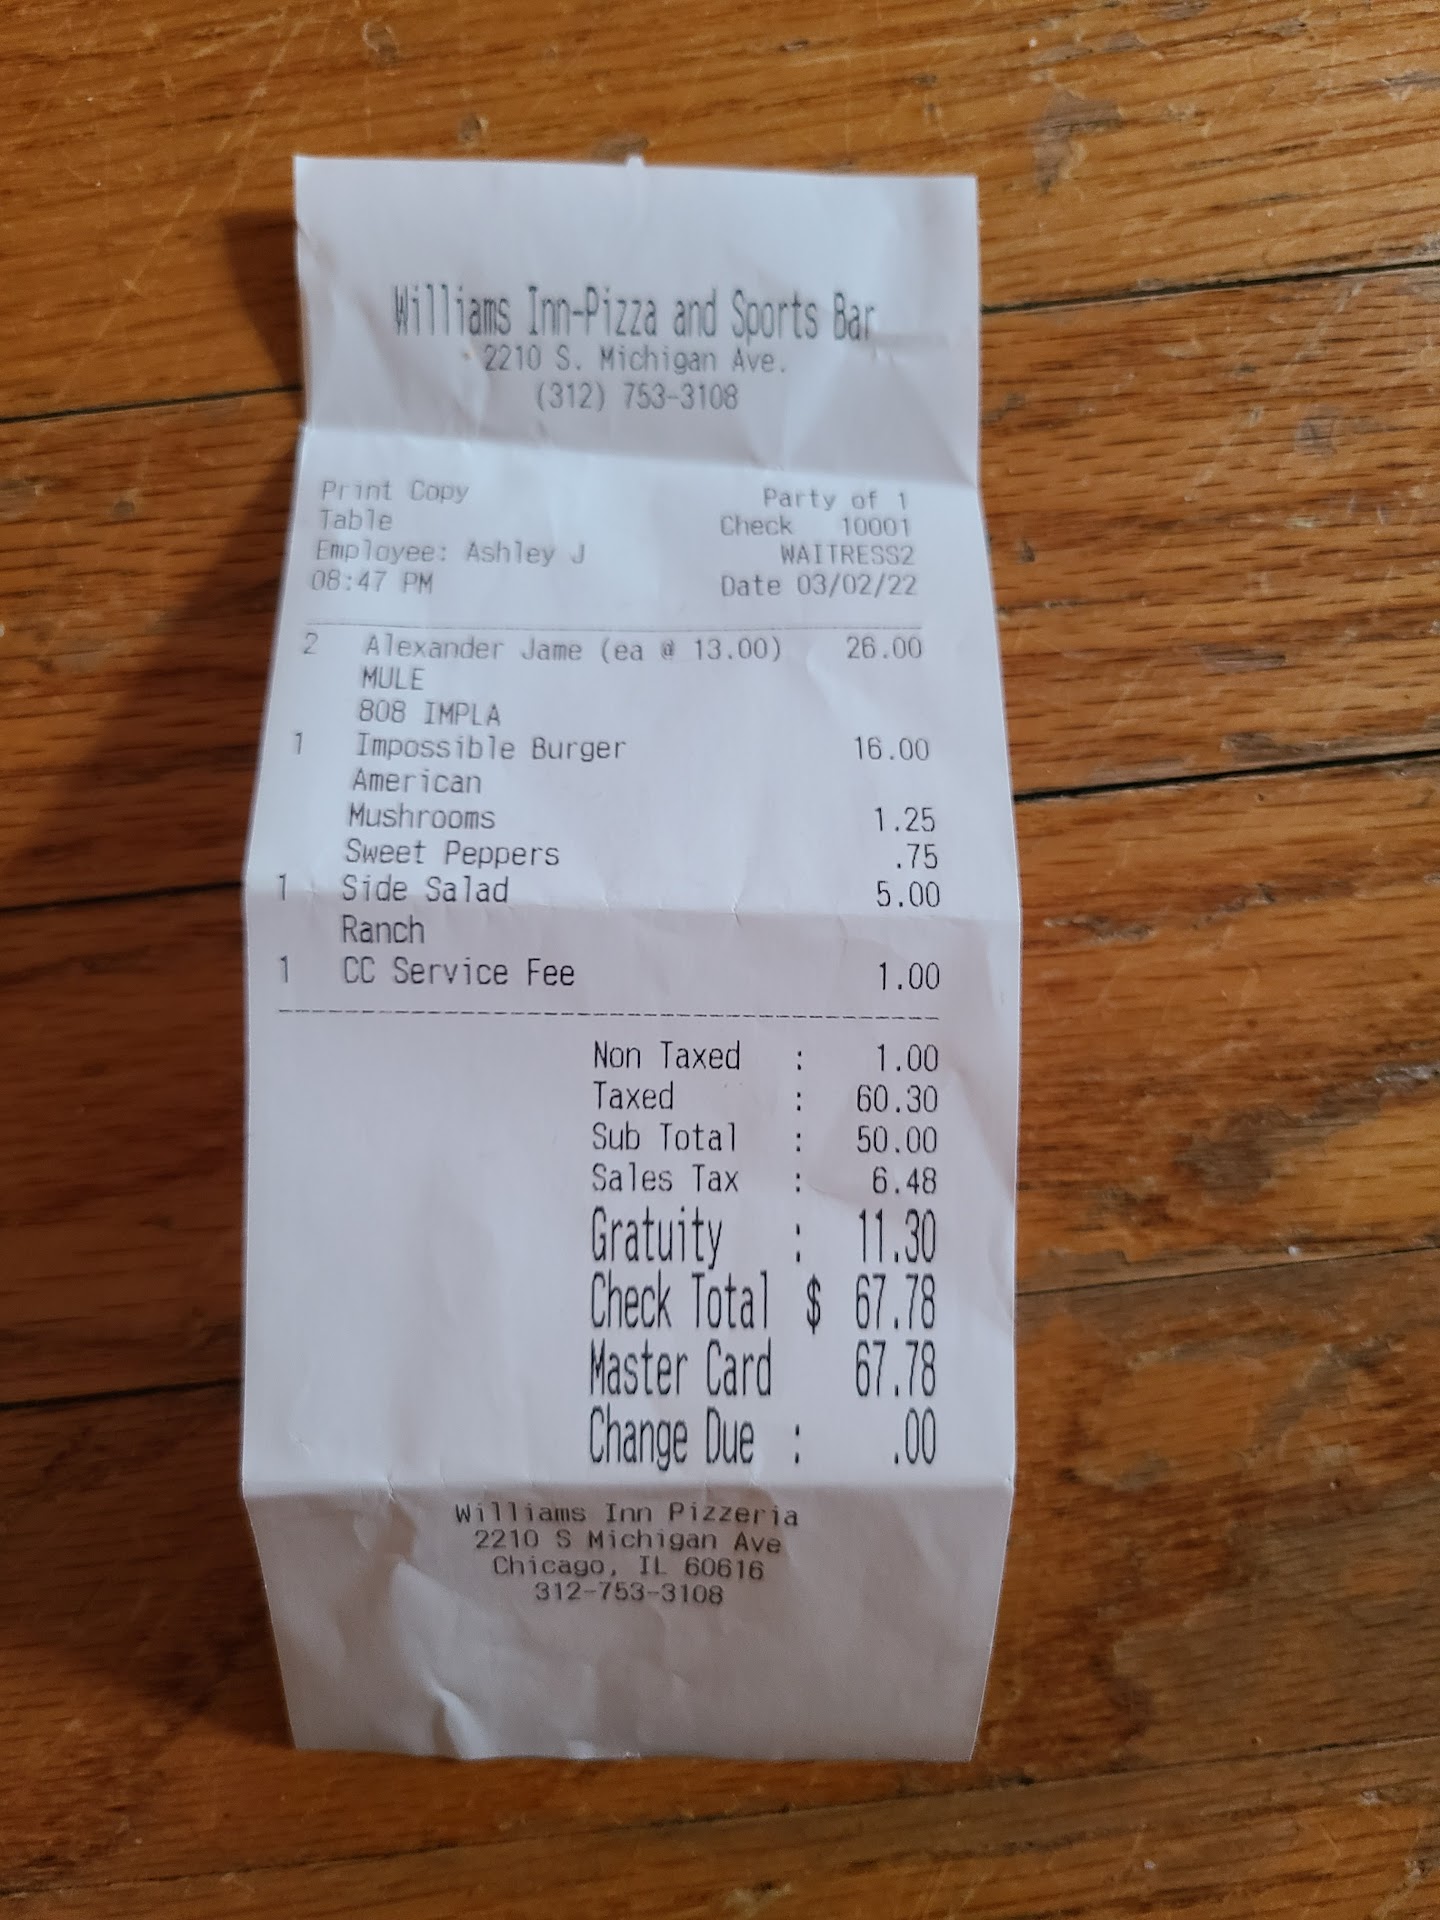 Williams Inn-Pizza and Sports Bar
2210 S. Michigan Ave.
(312) 753-3108
Print Copy Party of 1
Table Check 10001
Employee: Ashley J WAITRESS2
08:47 PM Date 03/02/22
2 Alexander Jame (ea @ 13.00) 26.00
MULE
808 IMPLA
1 Impossible Burger 16.00
American
Mushrooms 1.25
Sweet Peppers .75
1 Side Salad 5.00
Ranch
1 CC Service Fee 1.00
Non Taxed : 1.00
Taxed : 60.30
Sub Total : 50.00
Sales Tax : 6.48
Gratuity : 11.30
Check Total $ 67.78
Master Card 67.78
Change Due : .00
Williams Inn Pizzeria
2210 S Michigan Ave
Chicago, IL 60616
312-753-3108